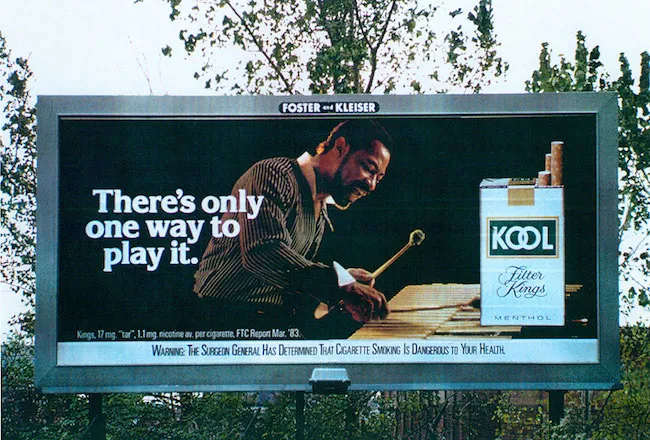 FOSTER and KLEISER
There's only
one way to
play it.
KOOL
Filter
Kings
MENTHOL
Kings, 17 mg. "tar", 1.1 mg. nicotine av. per cigarette, FTC Report Mar. '83.
WARNING: THE SURGEON GENERAL HAS DETERMINED THAT CIGARETTE SMOKING IS DANGEROUS TO YOUR HEALTH.